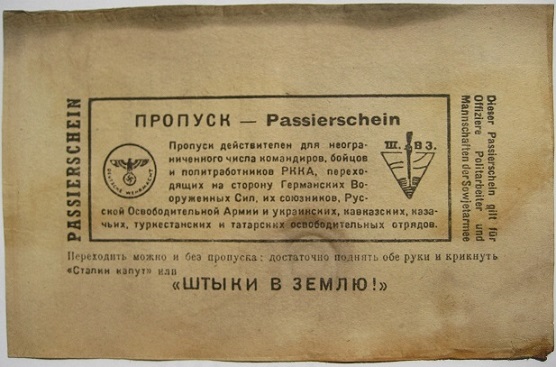 PASSIERSCHEIN
ПРОПУСК — Passierschein
DEUTSCHE WEHRMACHT
Пропуск действителен для неогра-
ниченного числа командиров, бойцов
и политработников РККА, перехо-
дящих на сторону Германских Во-
оруженных Сил, их союзников, Рус-
ской Освободительной Армии и украинских, кавказских, каза-
чьих, туркестанских и татарских освободительных отрядов.
Ш. В З.
Dieser Passierschein gilt für
Offiziere Politarbeiter und
Mannschaften der Sowjetarmee
Переходить можно и без пропуска: достаточно поднять обе руки и крикнуть
«Сталин капут» или
«ШТЫКИ В ЗЕМЛЮ!»